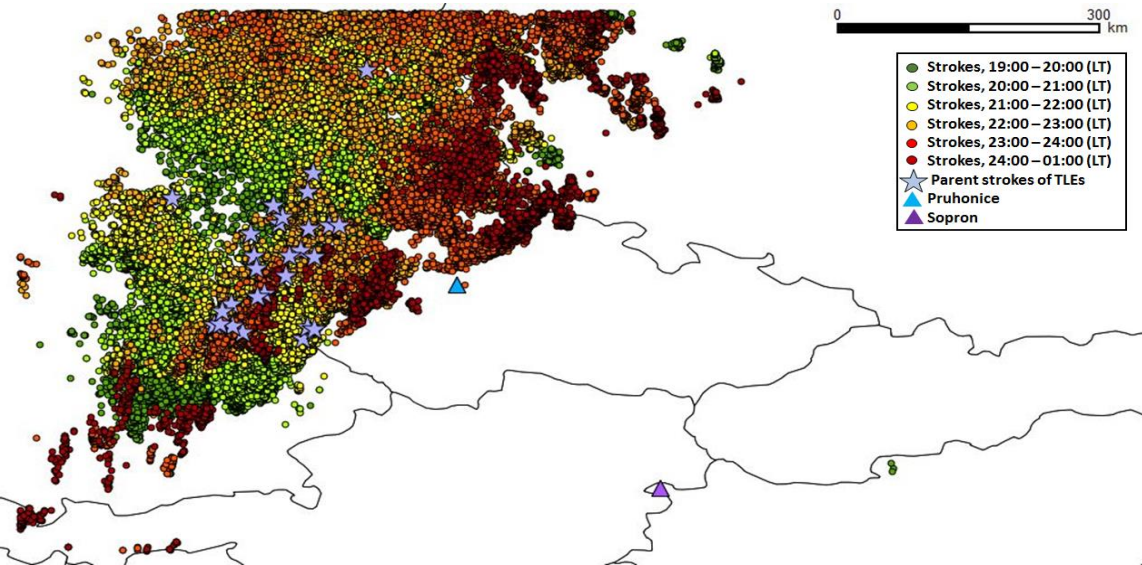 0 300
km
Strokes, 19:00 – 20:00 (LT)
Strokes, 20:00 – 21:00 (LT)
Strokes, 21:00 – 22:00 (LT)
Strokes, 22:00 – 23:00 (LT)
Strokes, 23:00 – 24:00 (LT)
Strokes, 24:00 – 01:00 (LT)
Parent strokes of TLEs
Pruhonice
Sopron